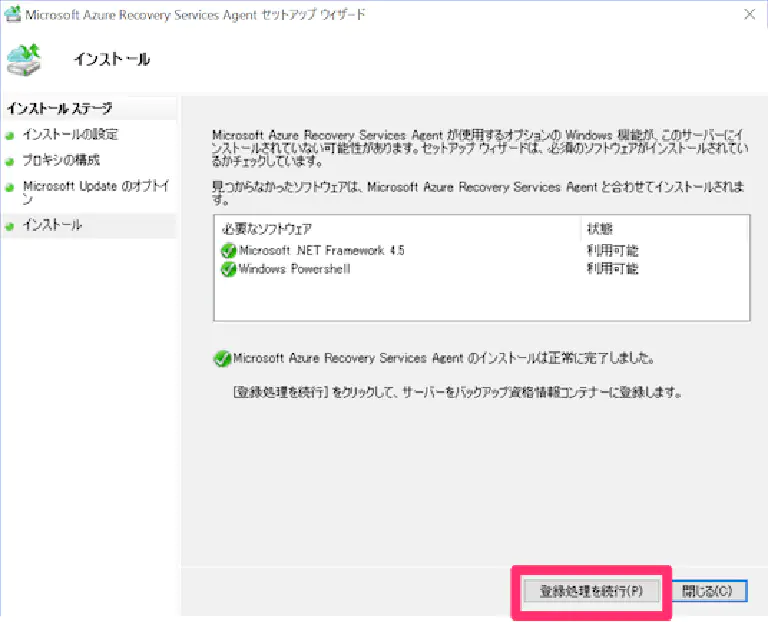 Microsoft Azure Recovery Services Agent セットアップ ウィザード
インストール
インストール ステージ
インストールの設定
プロキシの構成
Microsoft Update のオプトイ
ン
インストール
Microsoft Azure Recovery Services Agent が使用するオプションの Windows 機能が、このサーバーにイ
ンストールされていない可能性があります。セットアップ ウィザードは、必須のソフトウェアがインストールされてい
るかチェックしています。
見つからなかったソフトウェアは、Microsoft Azure Recovery Services Agent と合わせてインストールされま
す。
必要なソフトウェア 状態
Microsoft .NET Framework 4.5 利用可能
Windows Powershell 利用可能
Microsoft Azure Recovery Services Agent のインストールは正常に完了しました。
[登録処理を続行] をクリックして、サーバーをバックアップ資格情報コンテナーに登録します。
登録処理を続行(P) 閉じる(C)